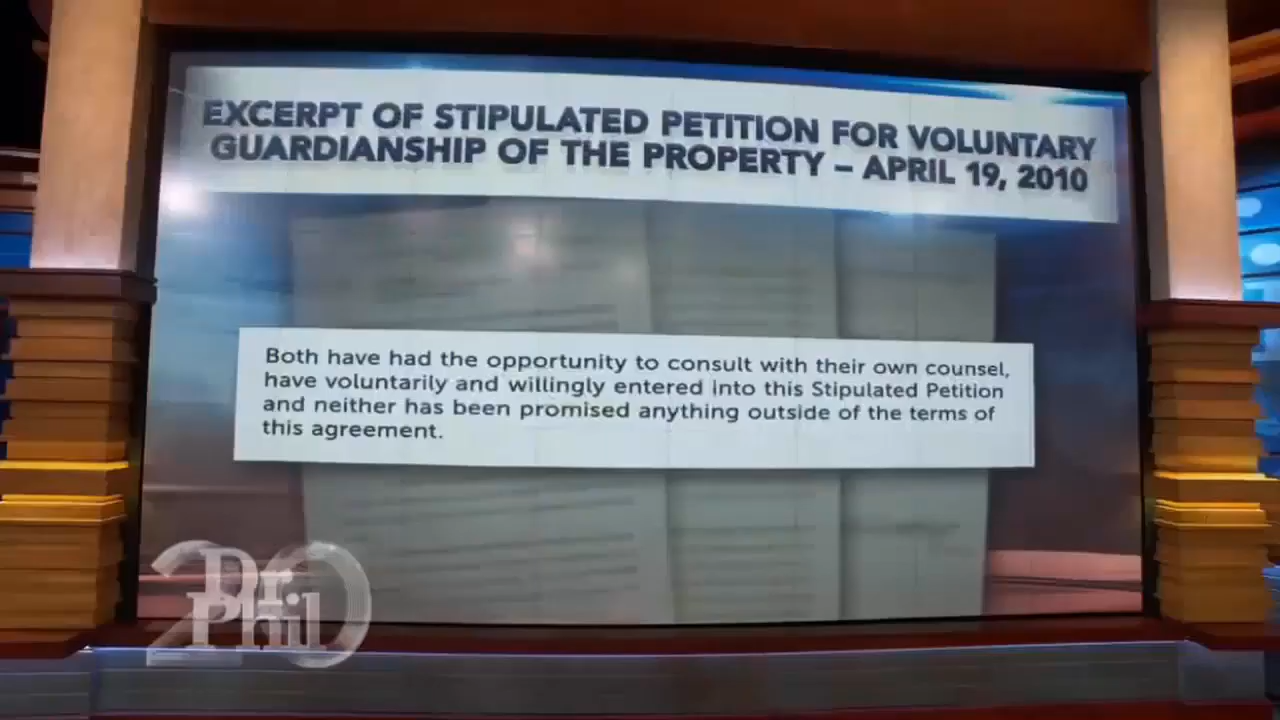 EXCERPT OF STIPULATED PETITION FOR VOLUNTARY
GUARDIANSHIP OF THE PROPERTY – APRIL 19, 2010
Both have had the opportunity to consult with their own counsel,
have voluntarily and willingly entered into this Stipulated Petition
and neither has been promised anything outside of the terms of
this agreement.
20
Dr.
Phil